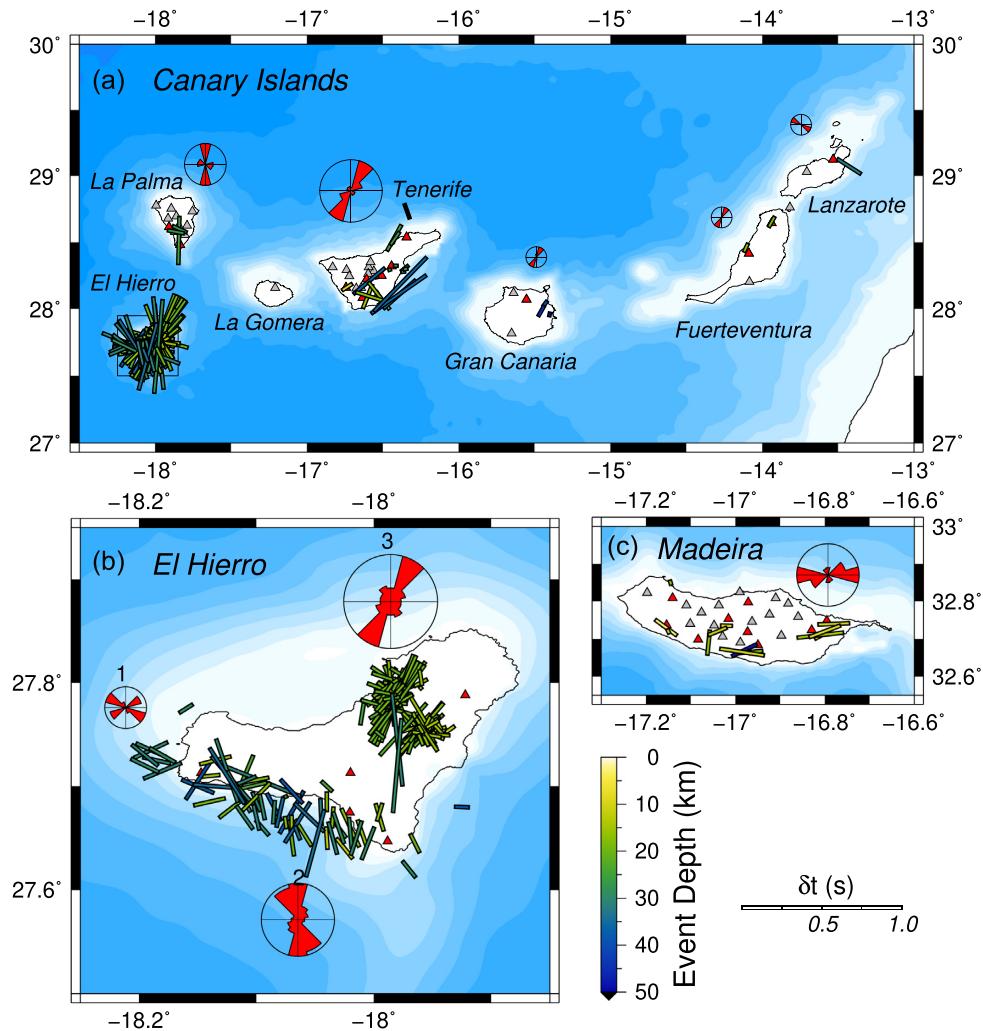 −18˚ −17˚ −16˚ −15˚ −14˚ −13˚
30˚ 30˚
(a) Canary Islands
29˚ 29˚
La Palma Tenerife
Lanzarote
El Hierro
28˚ 28˚
La Gomera Fuerteventura
Gran Canaria
27˚ 27˚
−18˚ −17˚ −16˚ −15˚ −14˚ −13˚
−18.2˚ −18˚
−17.2˚ −17˚ −16.8˚ −16.6˚
(b) El Hierro 3
(c) Madeira 33˚
32.8˚
1
27.8˚
32.6˚
−17.2˚ −17˚ −16.8˚ −16.6˚
2
27.6˚
−18.2˚ −18˚
0
10
20
30
40
50
Event Depth (km)
δt (s)
0.5 1.0